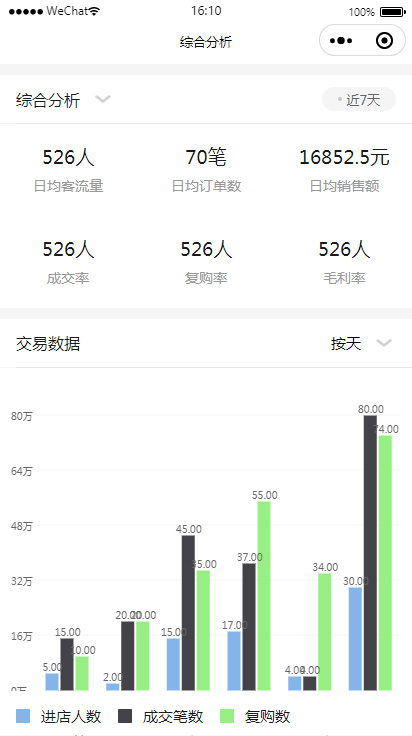 WeChat 16:10 100%
综合分析
综合分析 近7天
526人 70笔 16852.5元
日均客流量 日均订单数 日均销售额
526人 526人 526人
成交率 复购率 毛利率
交易数据 按天
80.00
80万
74.00
64万
55.00
48万
45.00
37.00
35.00
34.00
32万
30.00
20.00 20.00
17.00
15.00
15.00
16万
10.00
5.00
4.00 4.00
2.00
0万
进店人数 成交笔数 复购数